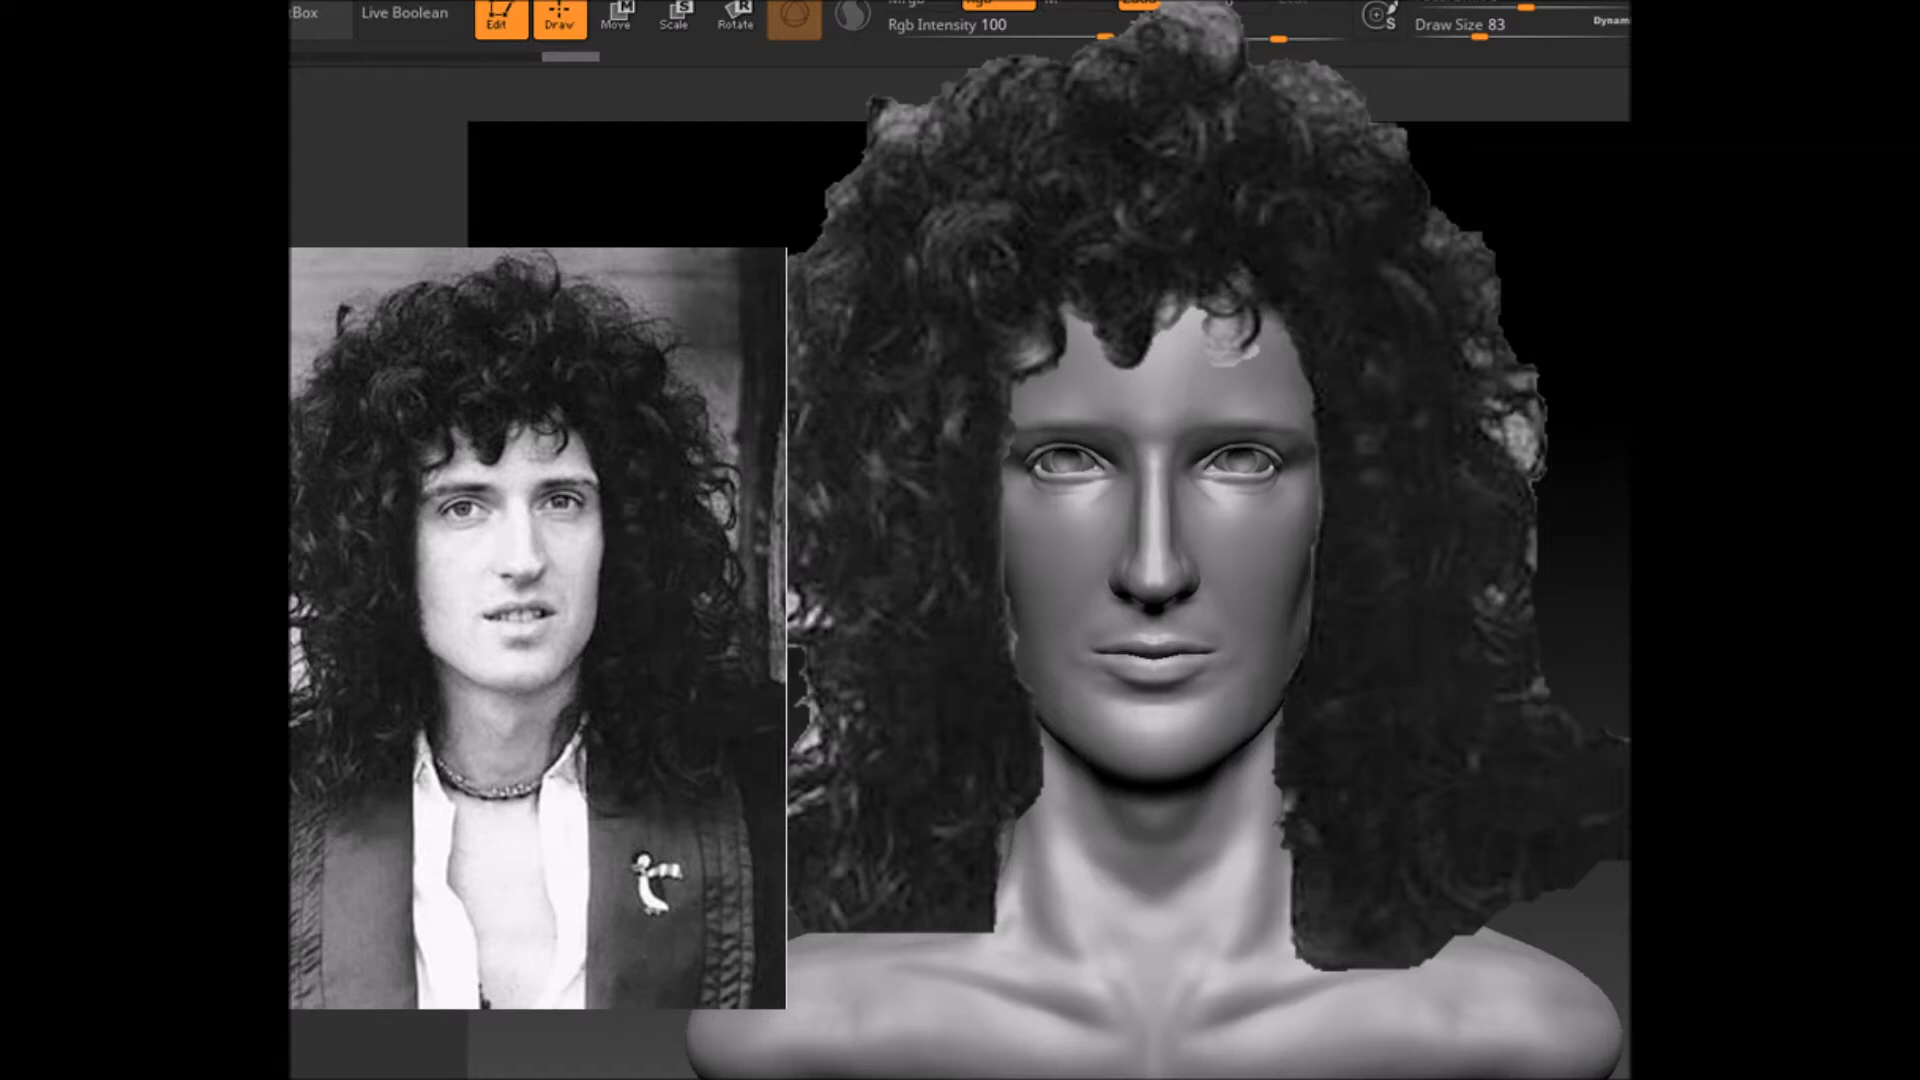 Box
Live Boolean
Edit
Draw
Move
Scale
Rotate
Rgb Intensity 100
Draw Size 83
Dynam